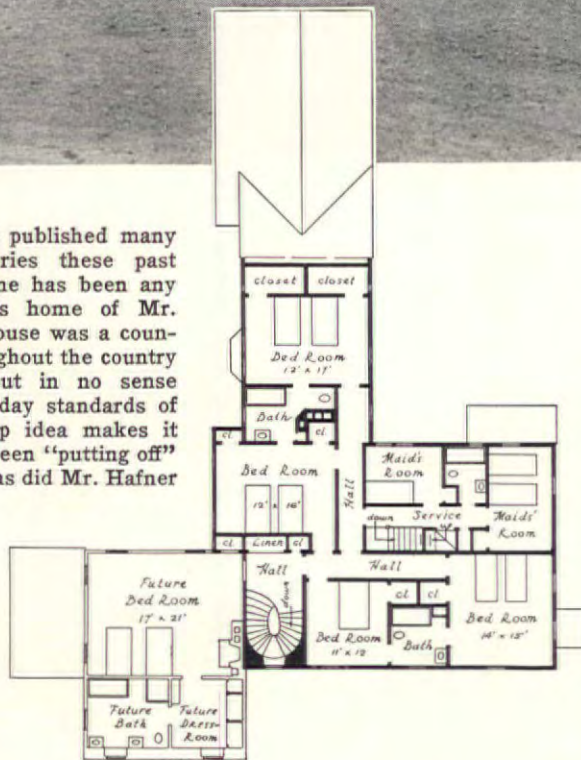 published many
ries these past
ne has been any
s home of Mr.
ouse was a coun-
ghout the country
ut in no sense
day standards of
p idea makes it
een "putting off"
as did Mr. Hafner
closet closet
Bed Room
12' x 17'
Bath
cl.
cl.
Bed Room
12' x 16'
Hall
Maid's
Room
down
Service
up
Maids'
Room
cl.
Linen
cl
Hall
down
Hall
Future
Bed Room
17' x 21'
cl
cl.
Bed Room
11' x 12
Bath
Bed Room
14' x 15'
Future
Bath
Future
Dress-
Room